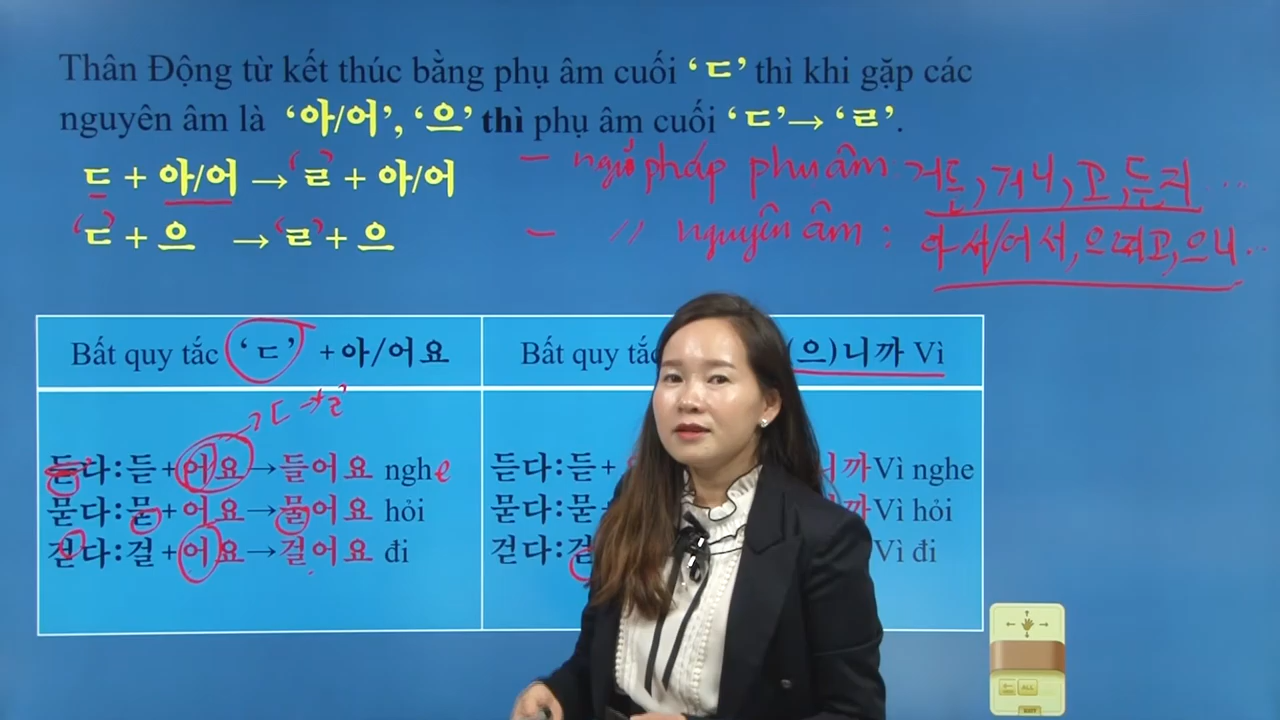 Thân Động từ kết thúc bằng phụ âm cuối ‘ㄷ’ thì khi gặp các
nguyên âm là ‘아/어’, ‘으’ thì phụ âm cuối ‘ㄷ’→ ‘ㄹ’.
ㄷ + 아/어 → ㄹ + 아/어
ㄷ + 으 → ㄹ + 으
– ngữ pháp phụ âm 거든, 거나, 고, 든지 ...
– // nguyên âm : 아서/어서, 으려고, 으니 ...
Bất quy tắc ‘ㄷ’ +아/어요
Bất quy tắc (으)니까 Vì
ㄷ → ㄹ
듣다:듣+어요→들어요 nghe
묻다:묻+어요→물어요 hỏi
걷다:걸+어요→걸어요 đi
듣다:듣+ 니까 Vì nghe
묻다:묻+ 까 Vì hỏi
걷다: Vì đi
ALL